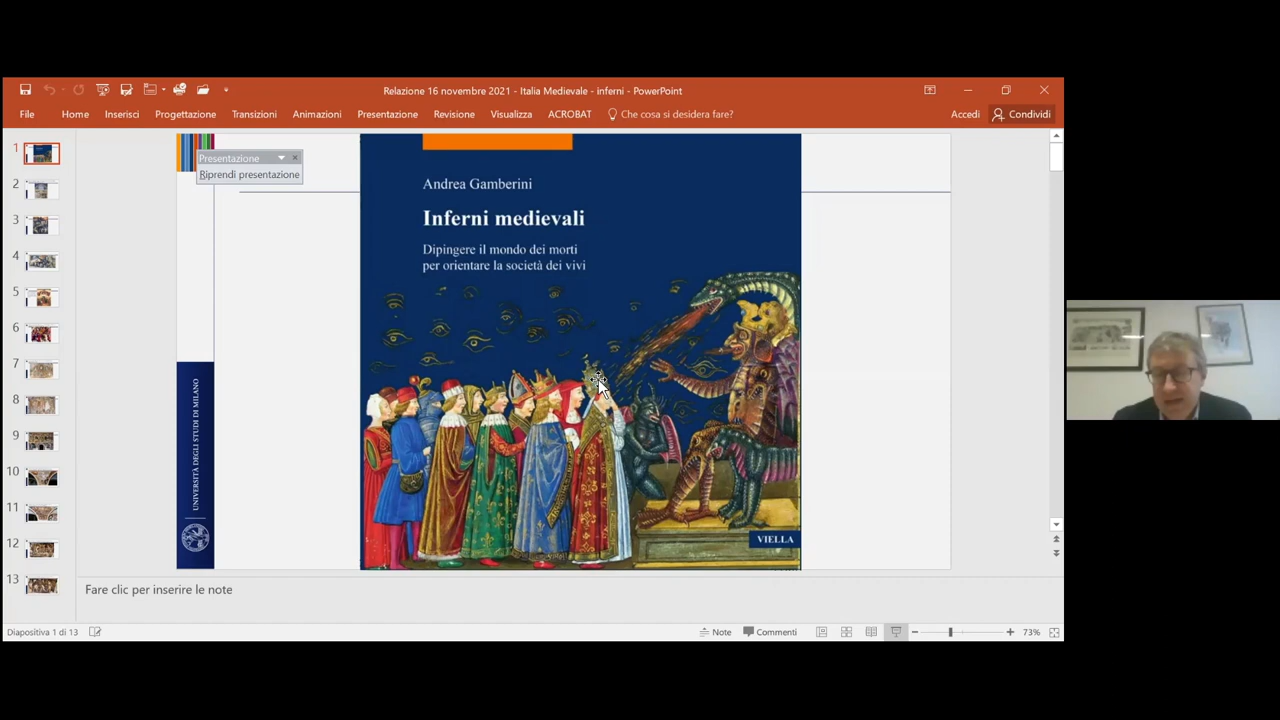 Relazione 16 novembre 2021 - Italia Medievale - inferni - PowerPoint
File Home Inserisci Progettazione Transizioni Animazioni Presentazione Revisione Visualizza ACROBAT Che cosa si desidera fare? Accedi Condividi
1
2
3
4
5
6
7
8
9
10
11
12
13
Presentazione
Riprendi presentazione
Andrea Gamberini
Inferni medievali
Dipingere il mondo dei morti
per orientare la società dei vivi
VIELLA
UNIVERSITÀ DEGLI STUDI DI MILANO
Fare clic per inserire le note
Diapositiva 1 di 13 Note Commenti 73%